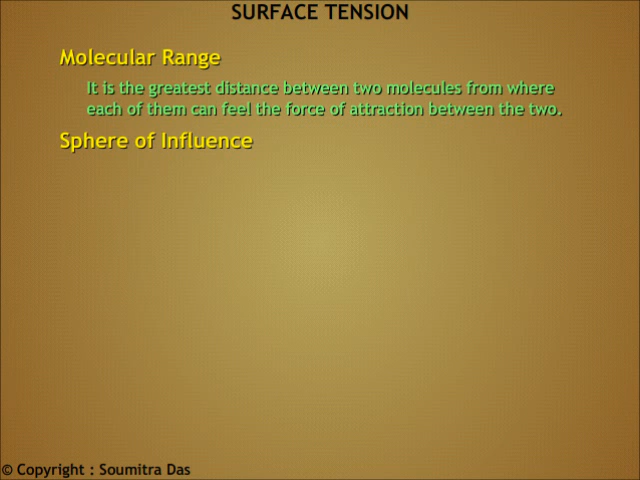 SURFACE TENSION
Molecular Range
It is the greatest distance between two molecules from where
each of them can feel the force of attraction between the two.
Sphere of Influence
© Copyright : Soumitra Das